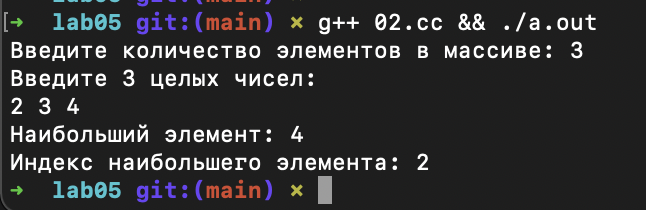 [➜ lab05 git:(main) × g++ 02.cc && ./a.out
Введите количество элементов в массиве: 3
Введите 3 целых чисел:
2 3 4
Наибольший элемент: 4
Индекс наибольшего элемента: 2
➜ lab05 git:(main) ×